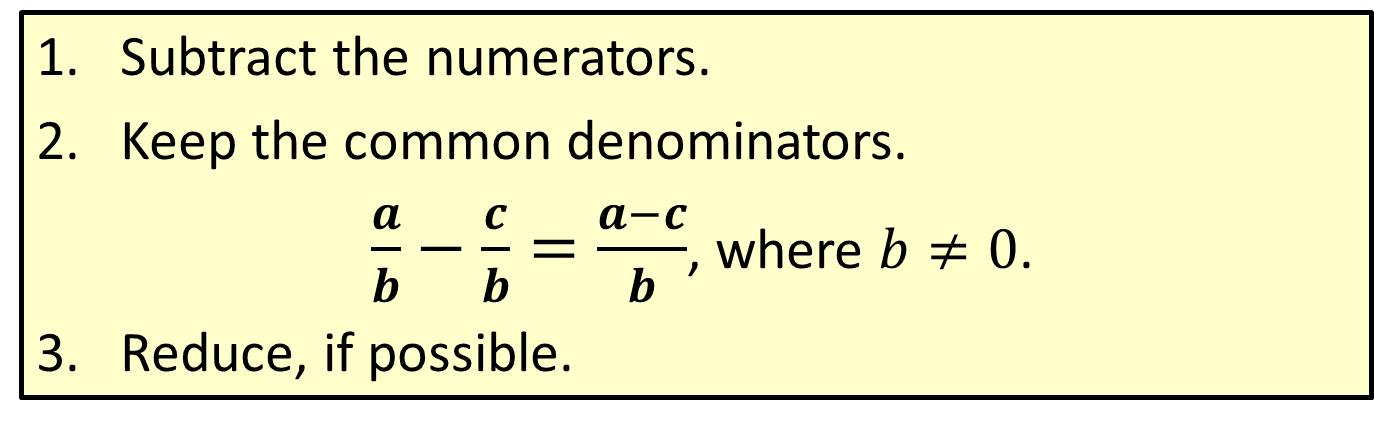 1. Subtract the numerators.
2. Keep the common denominators.
a/b − c/b = a−c/b, where b ≠ 0.
3. Reduce, if possible.